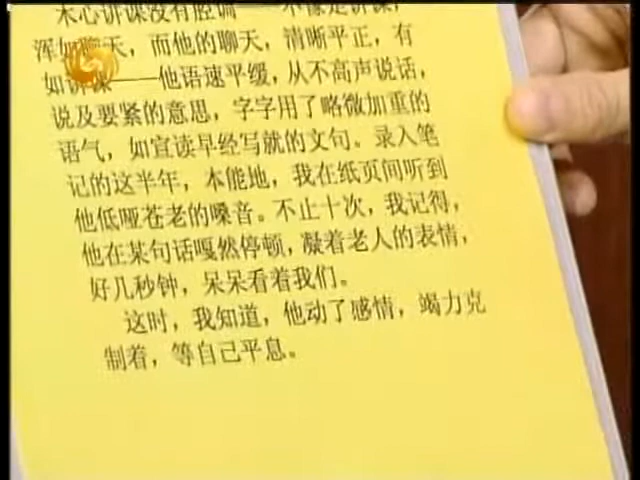 木心讲课没有腔调——不像是讲课,
浑如聊天,而他的聊天,清晰平正,有
如讲课——他语速平缓,从不高声说话,
说及要紧的意思,字字用了略微加重的
语气,如宣读早经写就的文句。录入笔
记的这半年,本能地,我在纸页间听到
他低哑苍老的嗓音。不止十次,我记得,
他在某句话嘎然停顿,凝着老人的表情,
好几秒钟,呆呆看着我们。
这时,我知道,他动了感情,竭力克
制着,等自己平息。